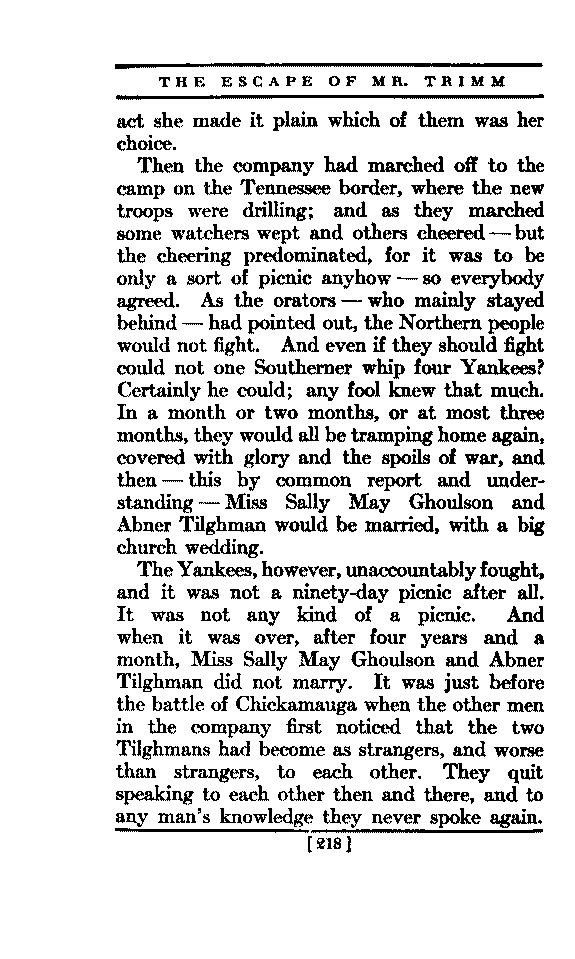 THE ESCAPE OF MR. TRIMM
act she made it plain which of them was her
choice.
Then the company had marched off to the
camp on the Tennessee border, where the new
troops were drilling; and as they marched
some watchers wept and others cheered — but
the cheering predominated, for it was to be
only a sort of picnic anyhow — so everybody
agreed. As the orators — who mainly stayed
behind — had pointed out, the Northern people
would not fight. And even if they should fight
could not one Southerner whip four Yankees?
Certainly he could; any fool knew that much.
In a month or two months, or at most three
months, they would all be tramping home again,
covered with glory and the spoils of war, and
then — this by common report and under-
standing — Miss Sally May Ghoulson and
Abner Tilghman would be married, with a big
church wedding.
The Yankees, however, unaccountably fought,
and it was not a ninety-day picnic after all.
It was not any kind of a picnic. And
when it was over, after four years and a
month, Miss Sally May Ghoulson and Abner
Tilghman did not marry. It was just before
the battle of Chickamauga when the other men
in the company first noticed that the two
Tilghmans had become as strangers, and worse
than strangers, to each other. They quit
speaking to each other then and there, and to
any man's knowledge they never spoke again.
[218]